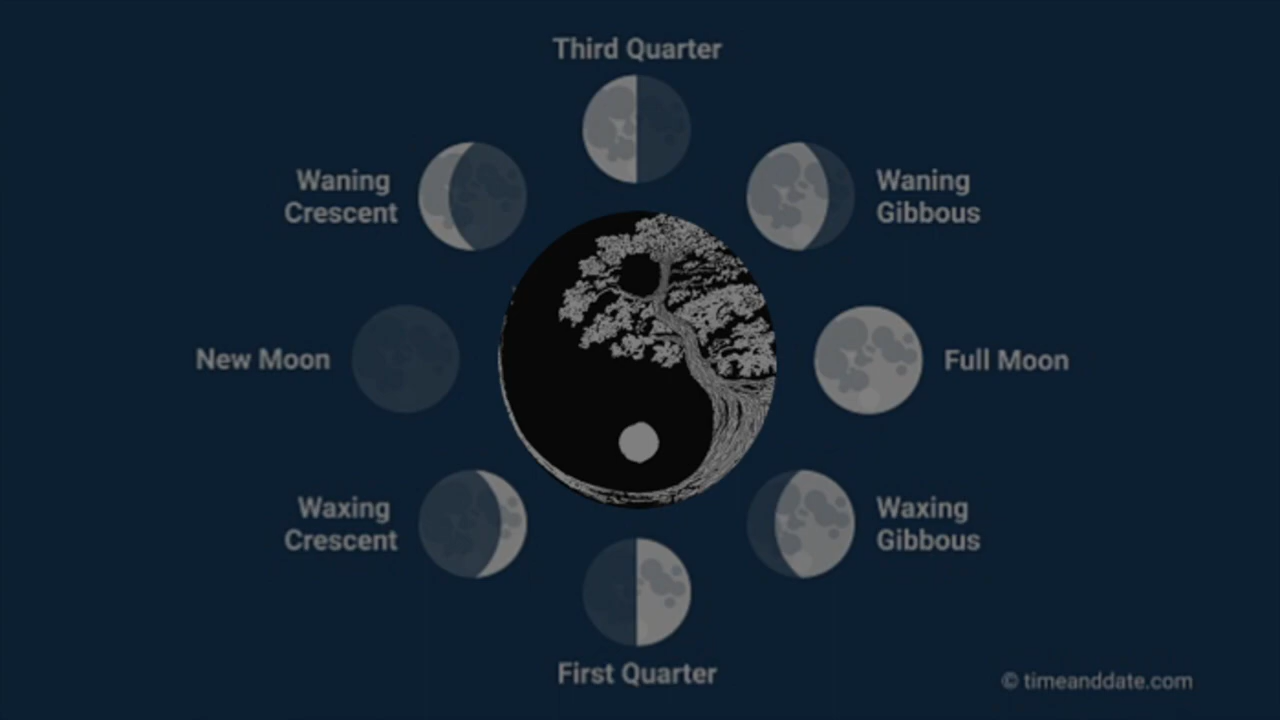 Third Quarter
Waning
Crescent
Waning
Gibbous
New Moon
Full Moon
Waxing
Crescent
Waxing
Gibbous
First Quarter
© timeanddate.com